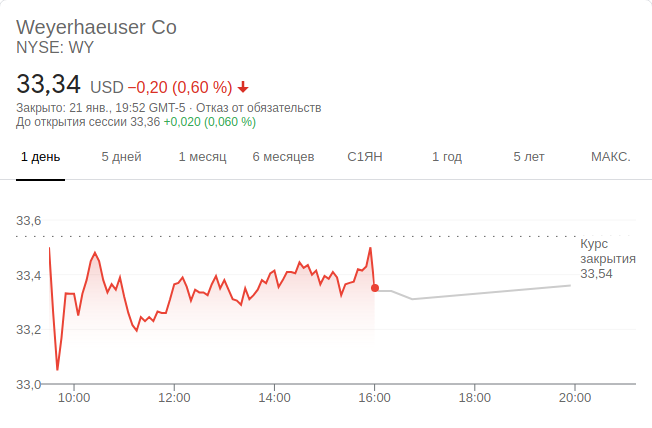 Weyerhaeuser Co
NYSE: WY
33,34 USD −0,20 (0,60 %)
Закрыто: 21 янв., 19:52 GMT-5 · Отказ от обязательств
До открытия сессии 33,36 +0,020 (0,060 %)
1 день 5 дней 1 месяц 6 месяцев С1ЯН 1 год 5 лет МАКС.
33,6
Курс
закрытия
33,54
33,4
33,2
33,0
10:00 12:00 14:00 16:00 18:00 20:00